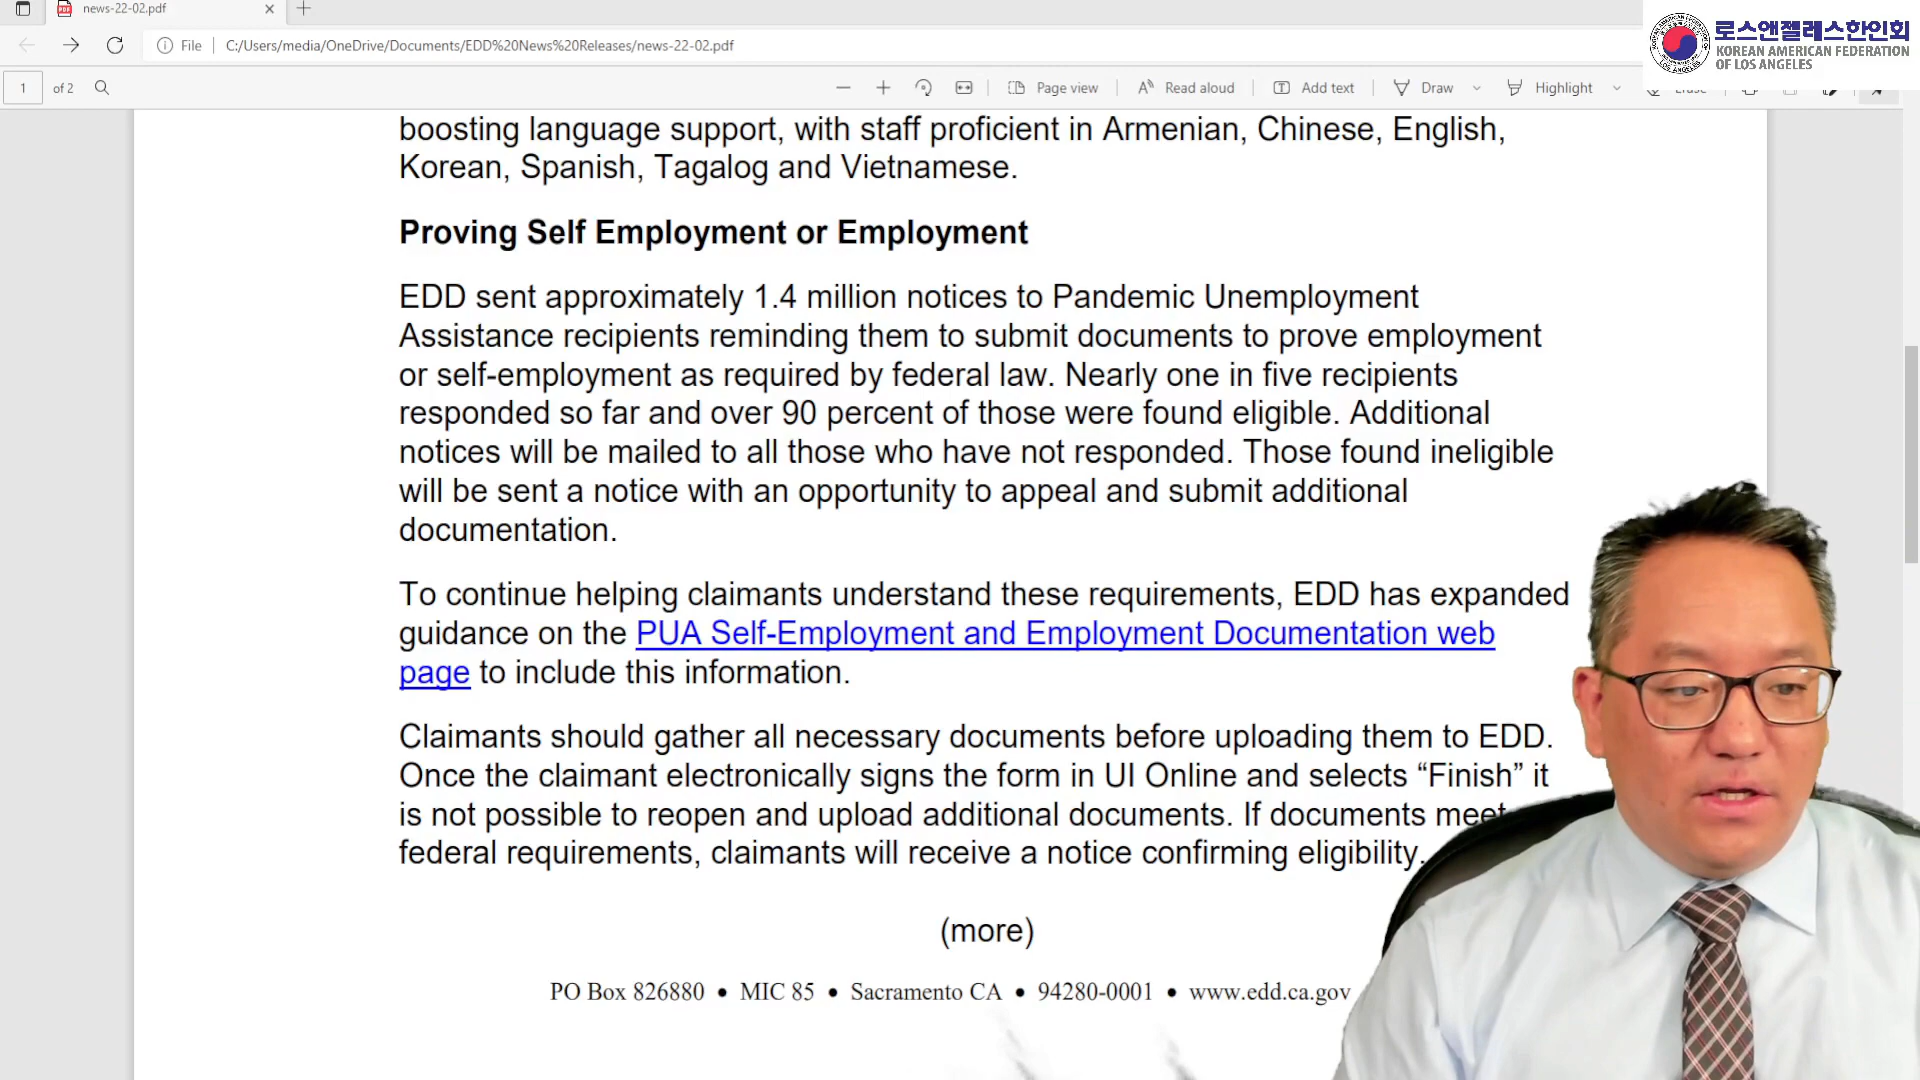 news-22-02.pdf
File
C:/Users/media/OneDrive/Documents/EDD%20News%20Releases/news-22-02.pdf
로스앤젤레스한인회
KOREAN AMERICAN FEDERATION
OF LOS ANGELES
1 of 2
Page view
Read aloud
Add text
Draw
Highlight
Erase
boosting language support, with staff proficient in Armenian, Chinese, English,
Korean, Spanish, Tagalog and Vietnamese.
Proving Self Employment or Employment
EDD sent approximately 1.4 million notices to Pandemic Unemployment
Assistance recipients reminding them to submit documents to prove employment
or self-employment as required by federal law. Nearly one in five recipients
responded so far and over 90 percent of those were found eligible. Additional
notices will be mailed to all those who have not responded. Those found ineligible
will be sent a notice with an opportunity to appeal and submit additional
documentation.
To continue helping claimants understand these requirements, EDD has expanded
guidance on the PUA Self-Employment and Employment Documentation web
page to include this information.
Claimants should gather all necessary documents before uploading them to EDD.
Once the claimant electronically signs the form in UI Online and selects “Finish” it
is not possible to reopen and upload additional documents. If documents meet
federal requirements, claimants will receive a notice confirming eligibility.
(more)
PO Box 826880 • MIC 85 • Sacramento CA • 94280-0001 • www.edd.ca.gov